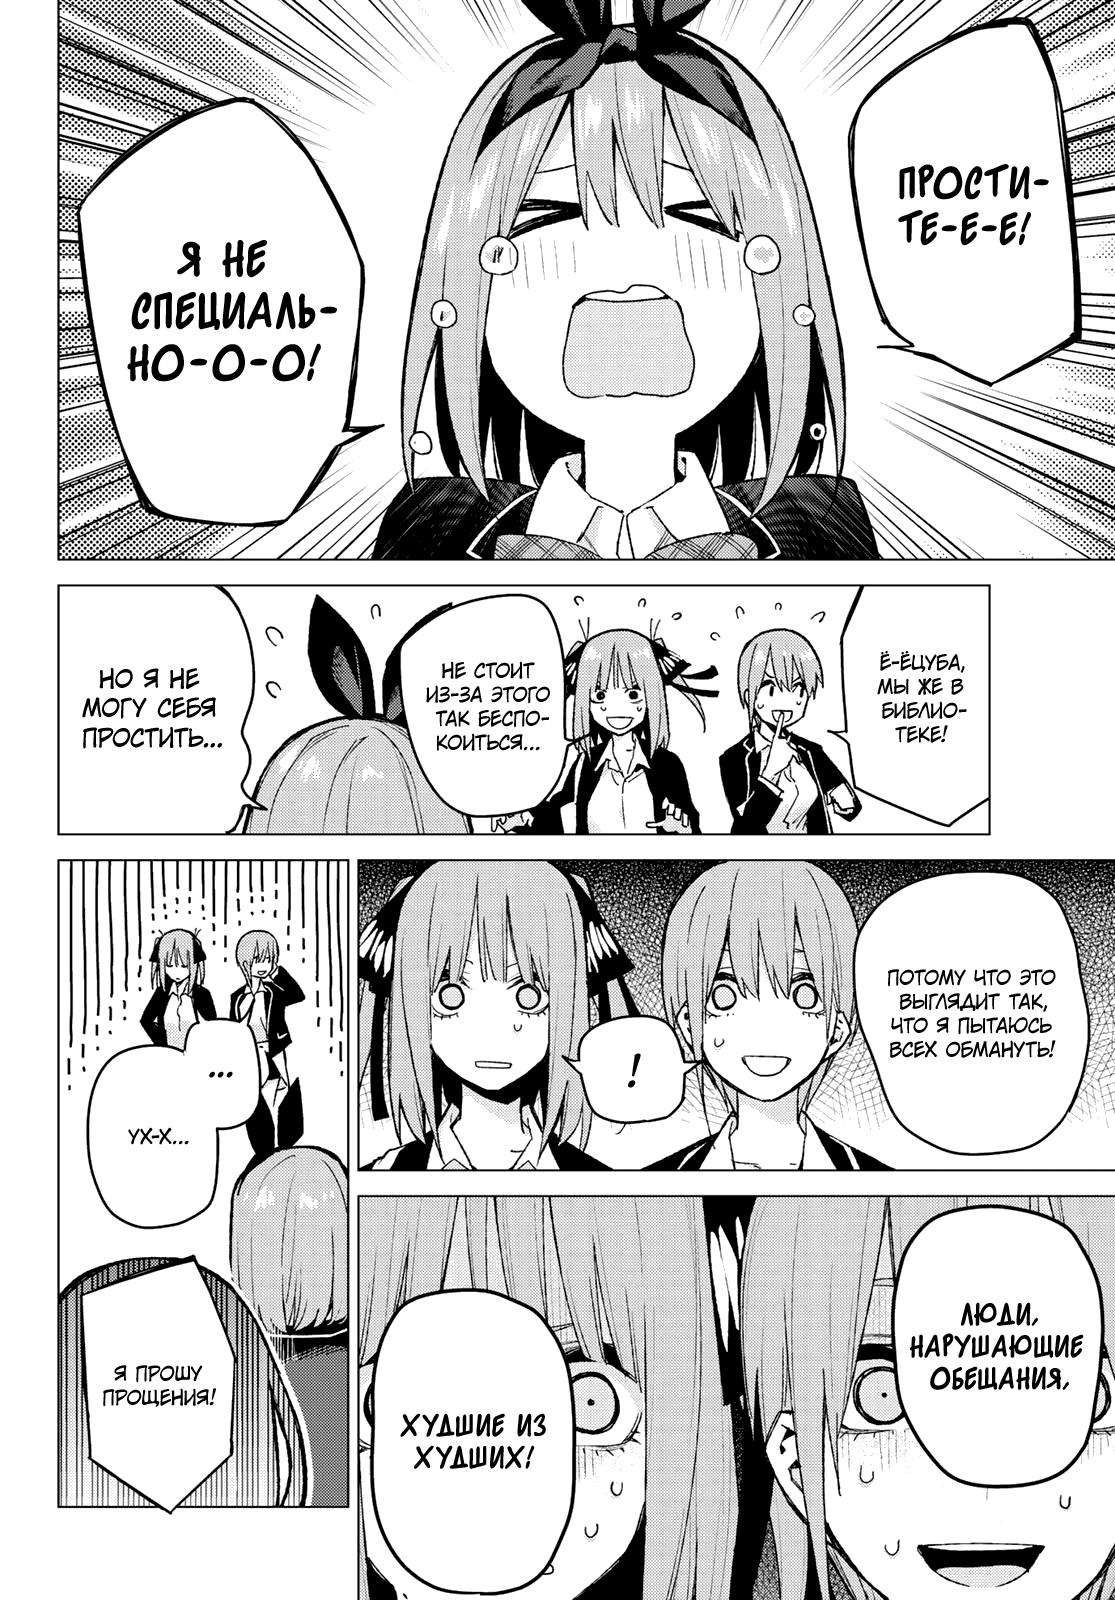 ПРОСТИ-
ТЕ-Е-Е!
Я НЕ
СПЕЦИАЛЬ-
НО-О-О!
Ё-ЁЦУБА,
МЫ ЖЕ В
БИБЛИО-
ТЕКЕ!
НЕ СТОИТ
ИЗ-ЗА ЭТОГО
ТАК БЕСПО-
КОИТЬСЯ...
НО Я НЕ
МОГУ СЕБЯ
ПРОСТИТЬ...
ПОТОМУ ЧТО ЭТО
ВЫГЛЯДИТ ТАК,
ЧТО Я ПЫТАЮСЬ
ВСЕХ ОБМАНУТЬ!
!
ЛЮДИ,
НАРУШАЮЩИЕ
ОБЕЩАНИЯ,
ХУДШИЕ ИЗ
ХУДШИХ!
...
УХ-Х...
Я ПРОШУ
ПРОЩЕНИЯ!